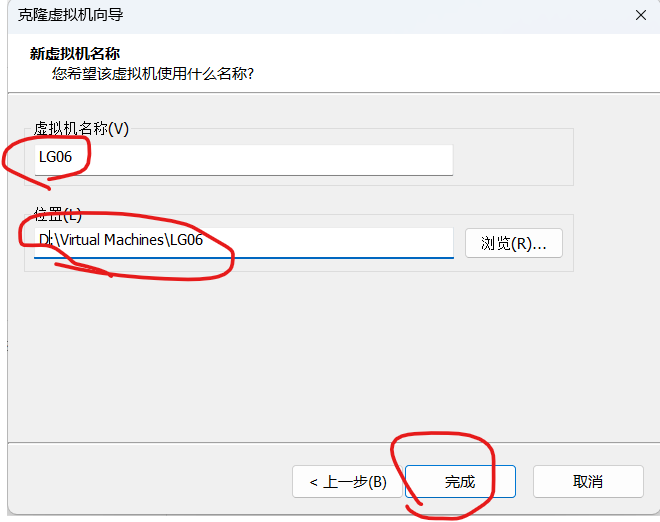 克隆虚拟机向导
新虚拟机名称
您希望该虚拟机使用什么名称?
虚拟机名称(V)
LG06
位置(L)
D:\Virtual Machines\LG06
浏览(R)...
< 上一步(B)
完成
取消